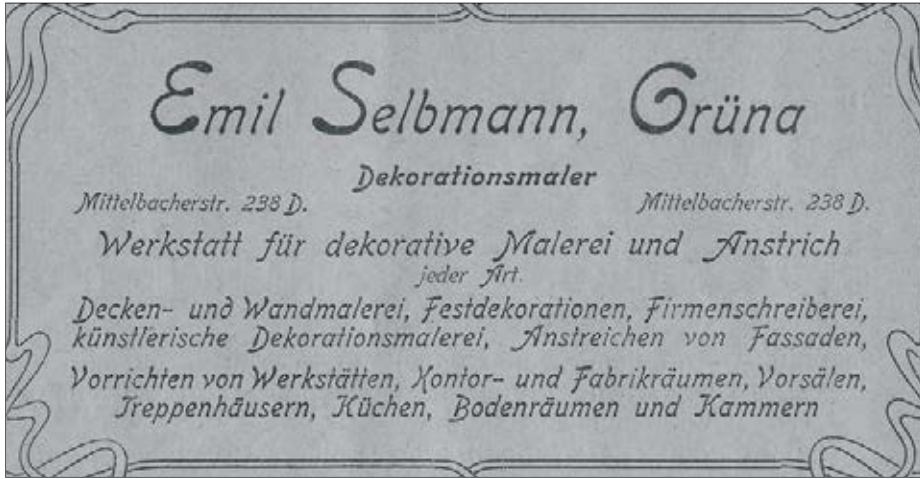 Emil Selbmann, Grüna
Dekorationsmaler
Mittelbacherstr. 238 D. Mittelbacherstr. 238 D.
Werkstatt für dekorative Malerei und Anstrich
jeder Art.
Decken- und Wandmalerei, Festdekorationen, Firmenschreiberei,
künstlerische Dekorationsmalerei, Anstreichen von Fassaden,
Vorrichten von Werkstätten, Kontor- und Fabrikräumen, Vorsälen,
Treppenhäusern, Küchen, Bodenräumen und Kammern